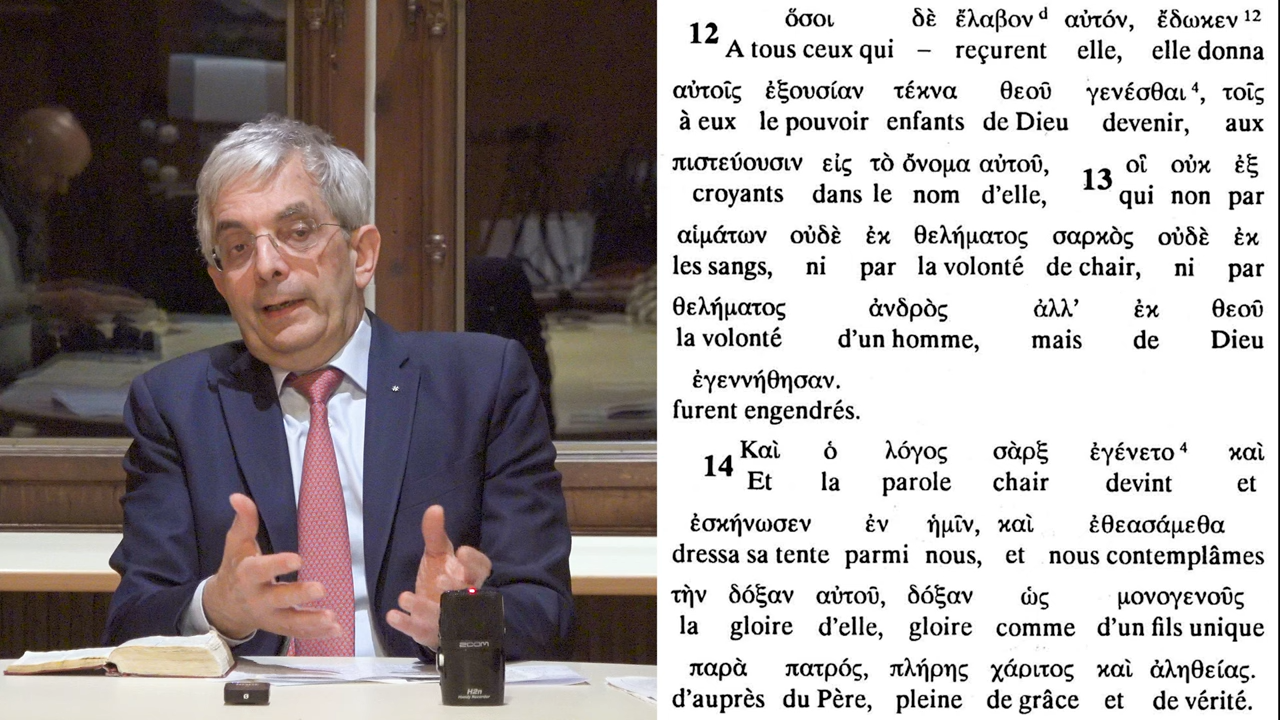 ὅσοι δὲ ἔλαβον d αὐτόν, ἔδωκεν 12
12 A tous ceux qui – reçurent elle, elle donna
αὐτοῖς ἐξουσίαν τέκνα θεοῦ γενέσθαι 4, τοῖς
à eux le pouvoir enfants de Dieu devenir, aux
πιστεύουσιν εἰς τὸ ὄνομα αὐτοῦ, 13 οἳ οὐκ ἐξ
croyants dans le nom d'elle, qui non par
αἱμάτων οὐδὲ ἐκ θελήματος σαρκὸς οὐδὲ ἐκ
les sangs, ni par la volonté de chair, ni par
θελήματος ἀνδρὸς ἀλλ' ἐκ θεοῦ
la volonté d'un homme, mais de Dieu
ἐγεννήθησαν.
furent engendrés.
14 Καὶ ὁ λόγος σὰρξ ἐγένετο 4 καὶ
Et la parole chair devint et
ἐσκήνωσεν ἐν ἡμῖν, καὶ ἐθεασάμεθα
dressa sa tente parmi nous, et nous contemplâmes
τὴν δόξαν αὐτοῦ, δόξαν ὡς μονογενοῦς
la gloire d'elle, gloire comme d'un fils unique
παρὰ πατρός, πλήρης χάριτος καὶ ἀληθείας.
d'auprès du Père, pleine de grâce et de vérité.
zoom
H2n
Handy Recorder